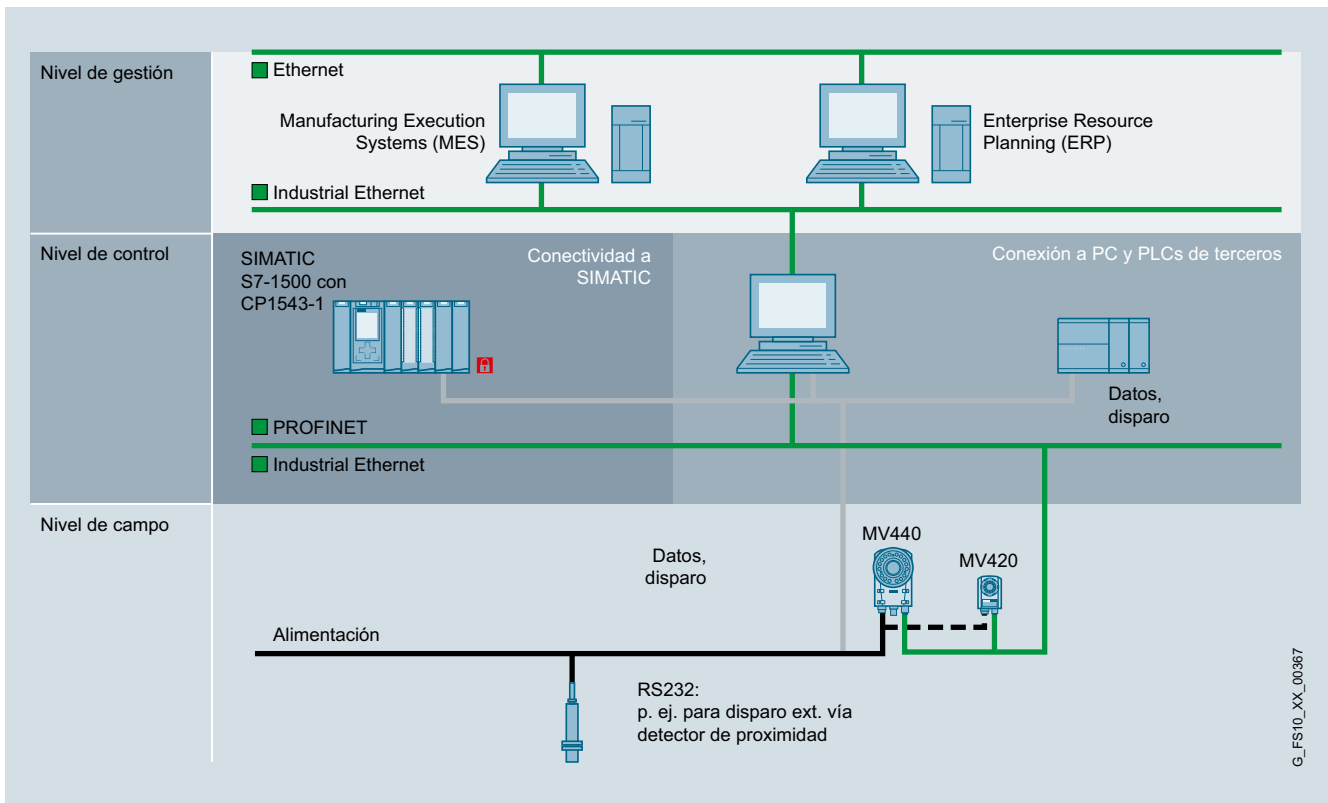 Nivel de gestión
Ethernet
Manufacturing Execution
Systems (MES)
Enterprise Resource
Planning (ERP)
Industrial Ethernet
Nivel de control
SIMATIC
S7-1500 con
CP1543-1
Conectividad a
SIMATIC
Conexión a PC y PLCs de terceros
Datos,
disparo
PROFINET
Industrial Ethernet
Nivel de campo
MV440
MV420
Datos,
disparo
Alimentación
RS232:
p. ej. para disparo ext. vía
detector de proximidad
G_FS10_XX_00367